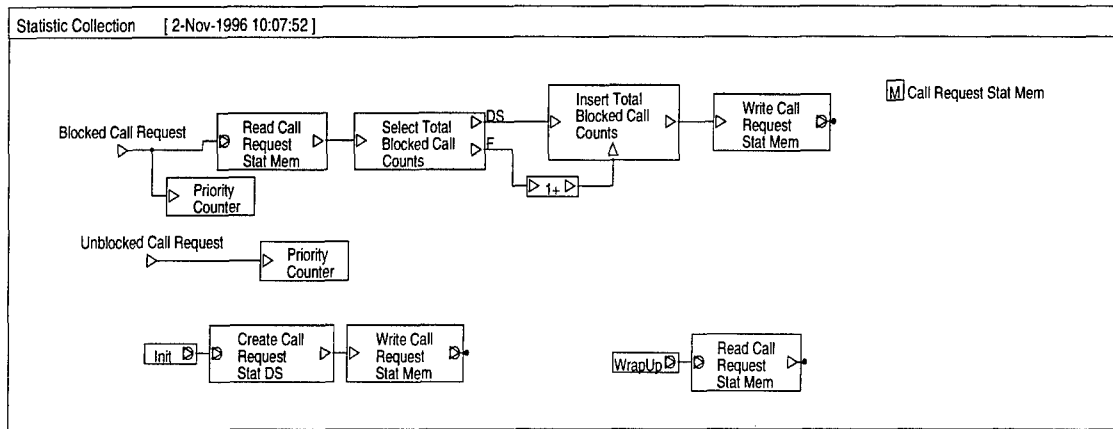 Statistic Collection [ 2-Nov-1996 10:07:52 ]
M Call Request Stat Mem
Blocked Call Request
Read Call
Request
Stat Mem
Select Total
Blocked Call
Counts
DS
F
Insert Total
Blocked Call
Counts
Write Call
Request
Stat Mem
1+
Priority
Counter
Unblocked Call Request
Priority
Counter
Init
Create Call
Request
Stat DS
Write Call
Request
Stat Mem
WrapUp
Read Call
Request
Stat Mem